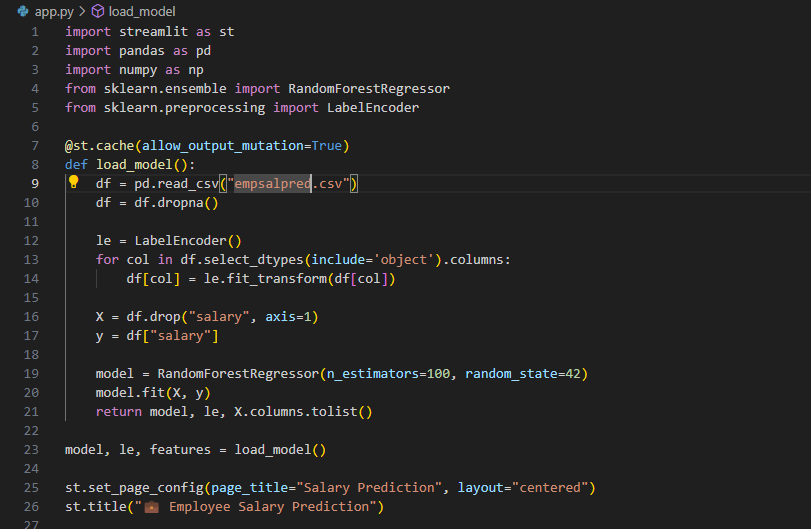 app.py > load_model
1 import streamlit as st
2 import pandas as pd
3 import numpy as np
4 from sklearn.ensemble import RandomForestRegressor
5 from sklearn.preprocessing import LabelEncoder
6
7 @st.cache(allow_output_mutation=True)
8 def load_model():
9     df = pd.read_csv("empsalpred.csv")
10     df = df.dropna()
11
12     le = LabelEncoder()
13     for col in df.select_dtypes(include='object').columns:
14         df[col] = le.fit_transform(df[col])
15
16     X = df.drop("salary", axis=1)
17     y = df["salary"]
18
19     model = RandomForestRegressor(n_estimators=100, random_state=42)
20     model.fit(X, y)
21     return model, le, X.columns.tolist()
22
23 model, le, features = load_model()
24
25 st.set_page_config(page_title="Salary Prediction", layout="centered")
26 st.title("💼 Employee Salary Prediction")
27